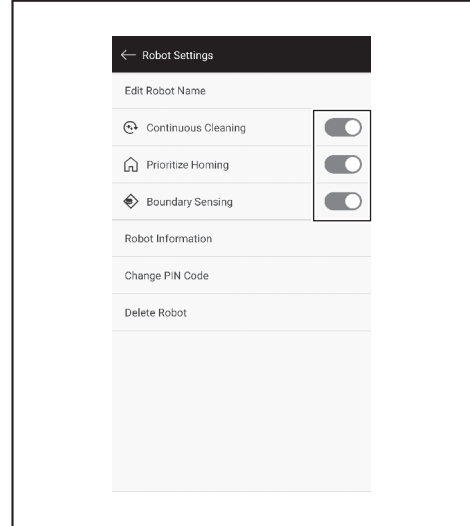 Robot Settings
Edit Robot Name
Continuous Cleaning
Prioritize Homing
Boundary Sensing
Robot Information
Change PIN Code
Delete Robot